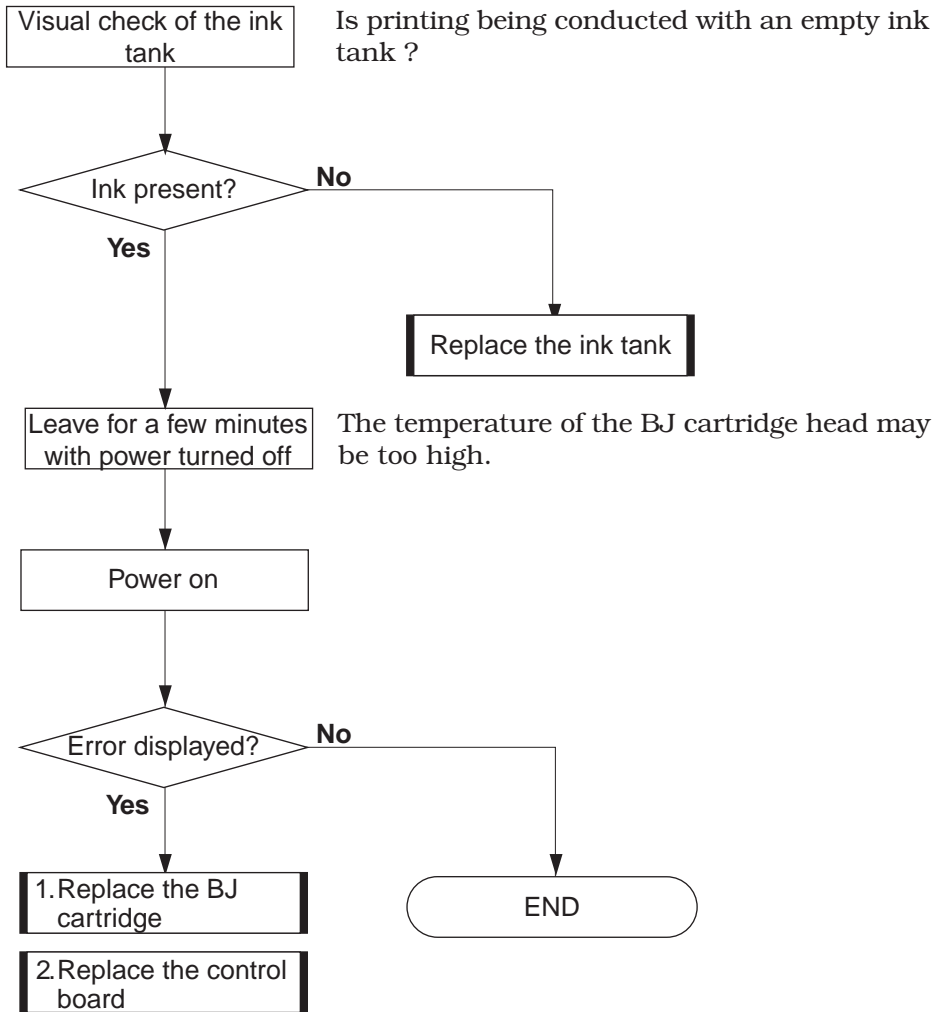 Visual check of the ink
tank
Is printing being conducted with an empty ink
tank ?
Ink present?
No
Yes
Replace the ink tank
Leave for a few minutes
with power turned off
The temperature of the BJ cartridge head may
be too high.
Power on
Error displayed?
No
Yes
1.Replace the BJ
cartridge
END
2.Replace the control
board